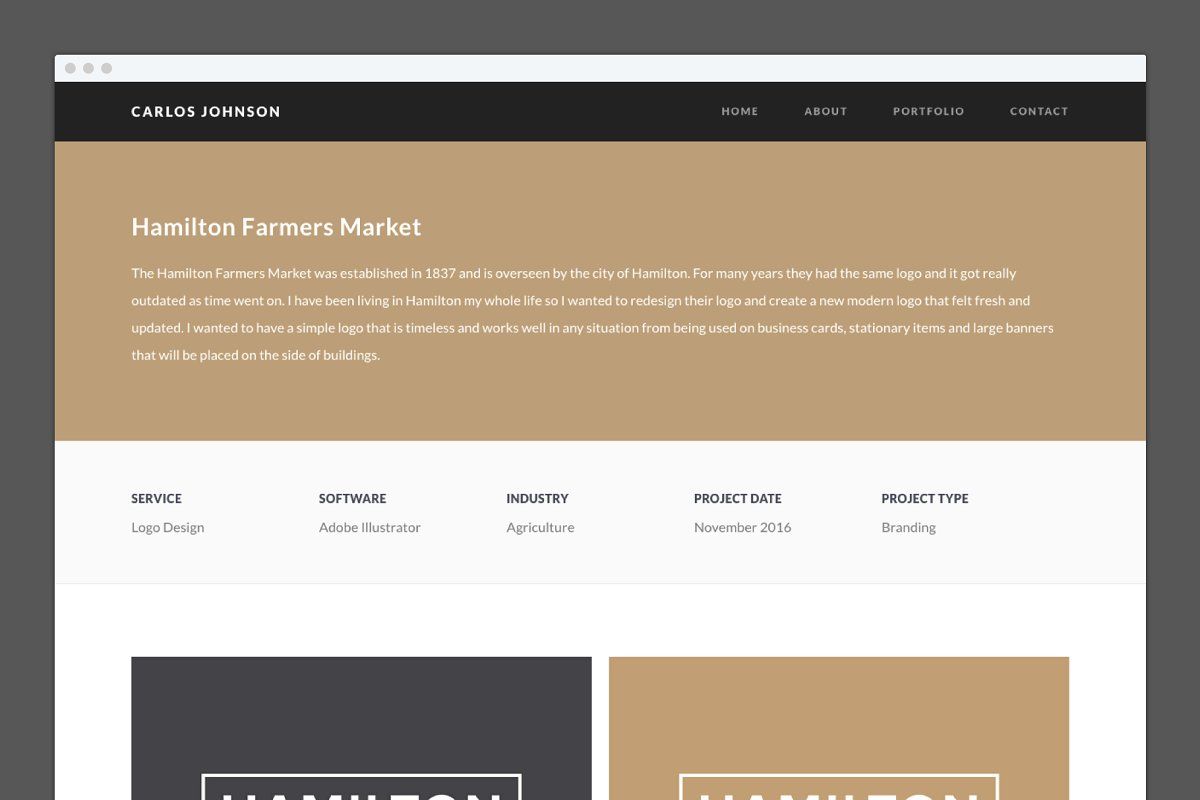 CARLOS JOHNSON
HOME ABOUT PORTFOLIO CONTACT
Hamilton Farmers Market
The Hamilton Farmers Market was established in 1837 and is overseen by the city of Hamilton. For many years they had the same logo and it got really
outdated as time went on. I have been living in Hamilton my whole life so I wanted to redesign their logo and create a new modern logo that felt fresh and
updated. I wanted to have a simple logo that is timeless and works well in any situation from being used on business cards, stationary items and large banners
that will be placed on the side of buildings.
SERVICE SOFTWARE INDUSTRY PROJECT DATE PROJECT TYPE
Logo Design Adobe Illustrator Agriculture November 2016 Branding
HAMILTON HAMILTON